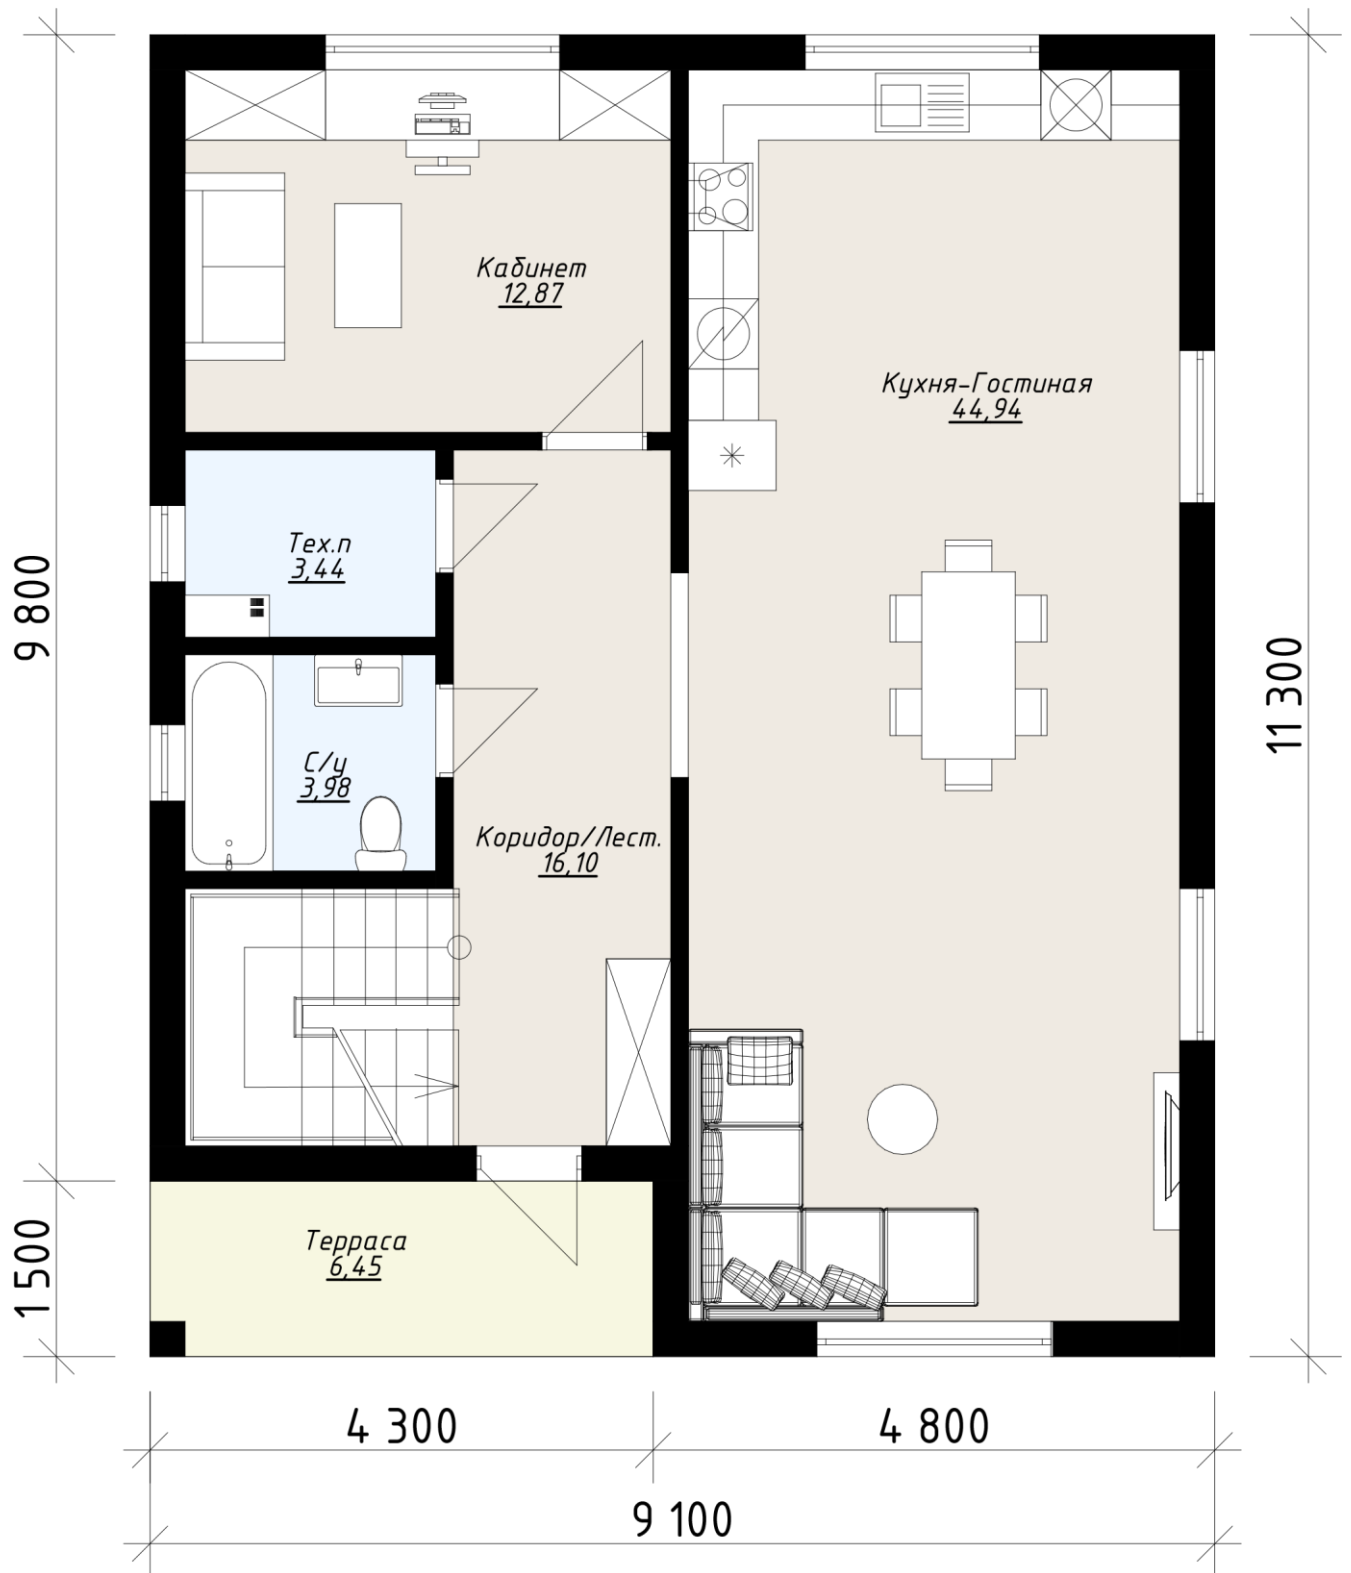 Кабинет
12,87
Кухня-Гостиная
44,94
Тех.п
3,44
9 800
11 300
С/у
3,98
Коридор/Лест.
16,10
Терраса
6,45
1 500
4 300
4 800
9 100